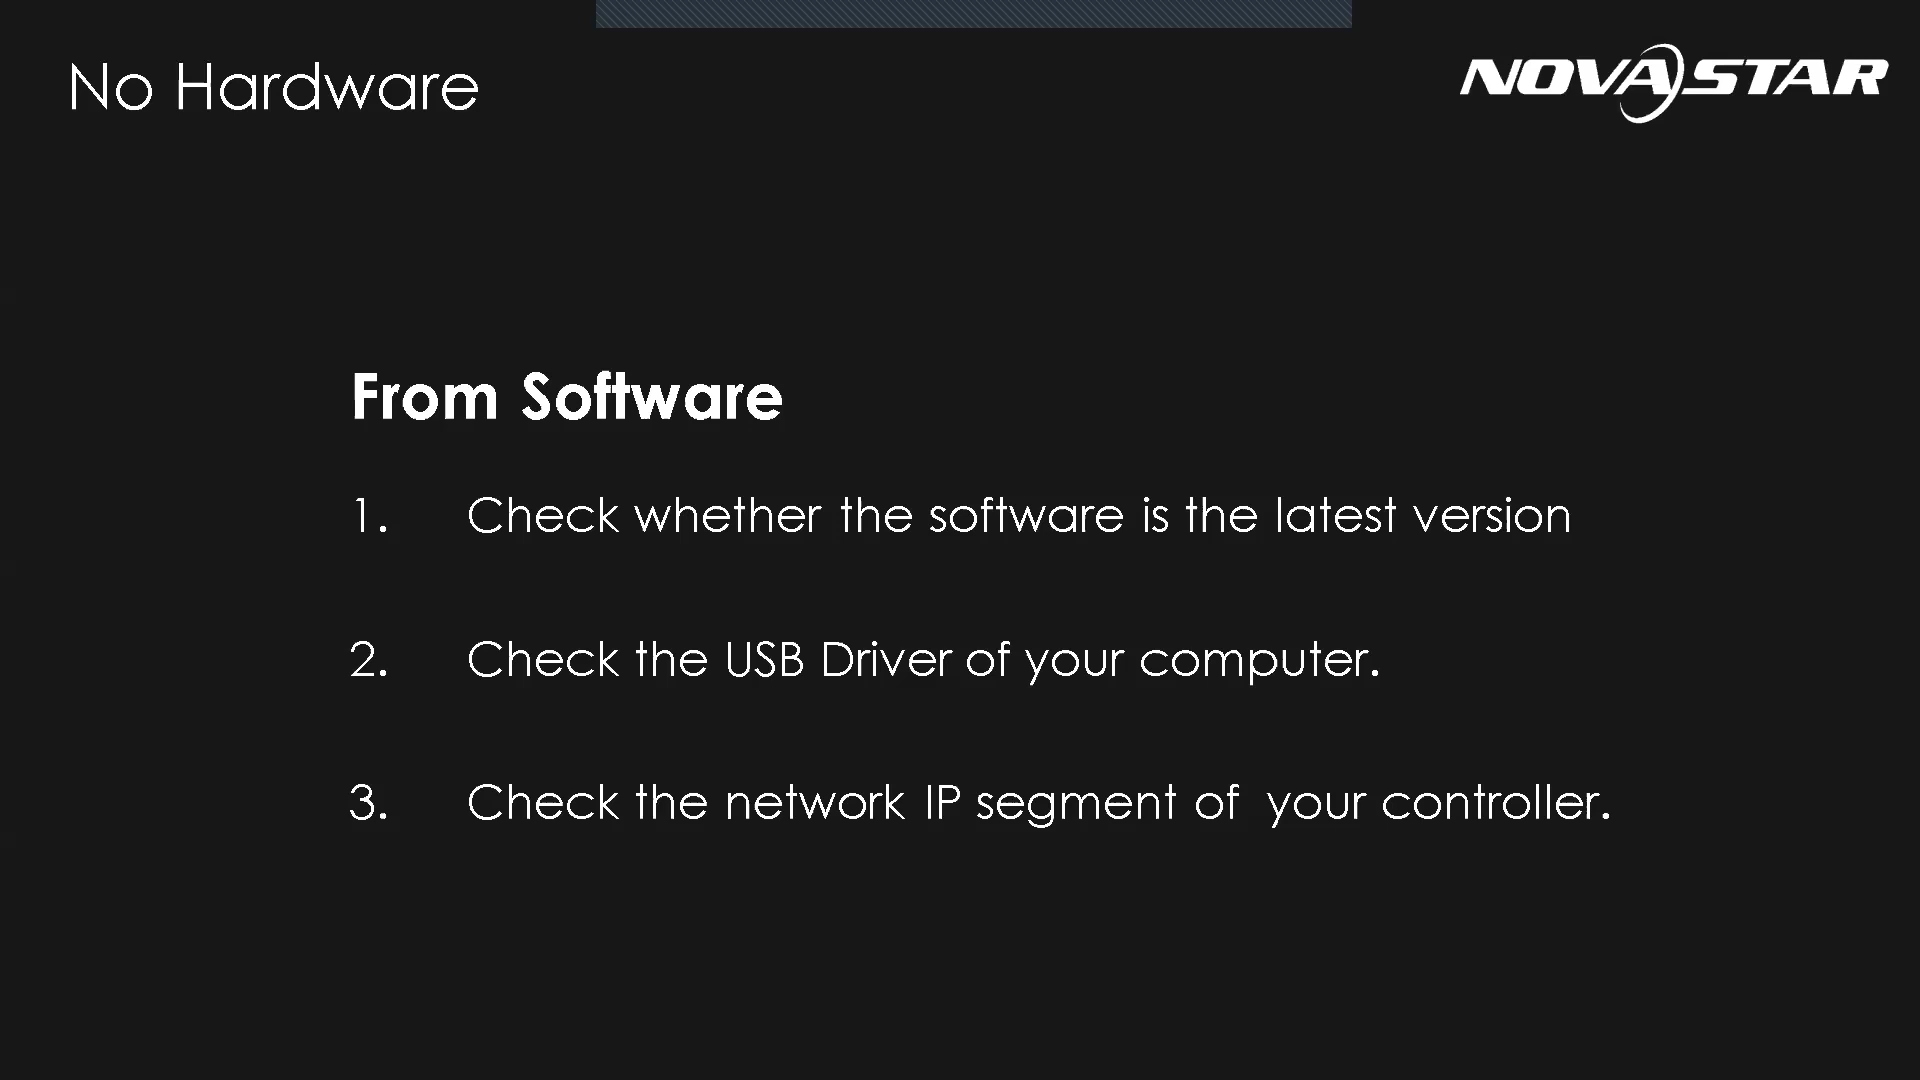 No Hardware
NOVASTAR
From Software
1. Check whether the software is the latest version
2. Check the USB Driver of your computer.
3. Check the network IP segment of your controller.